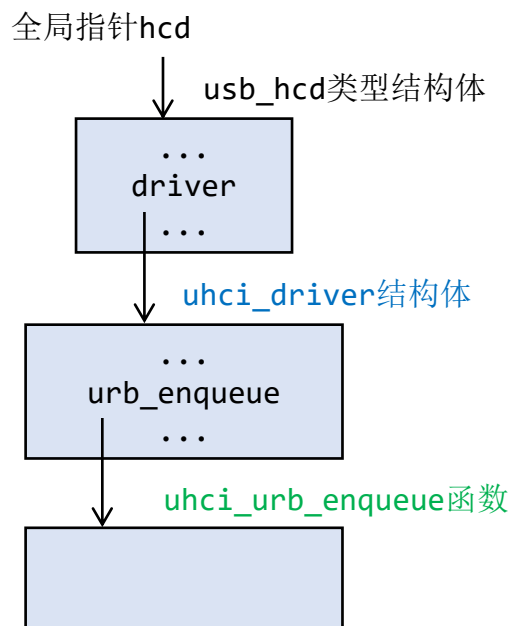 全局指针hcd
usb_hcd类型结构体
...
driver
...
uhci_driver结构体
...
urb_enqueue
...
uhci_urb_enqueue函数